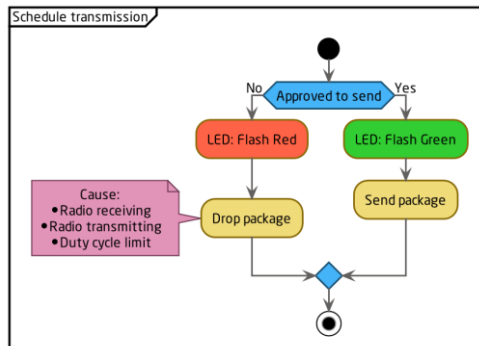 Schedule transmission
Approved to send
No
Yes
LED: Flash Red
LED: Flash Green
Cause:
•Radio receiving
•Radio transmitting
•Duty cycle limit
Drop package
Send package